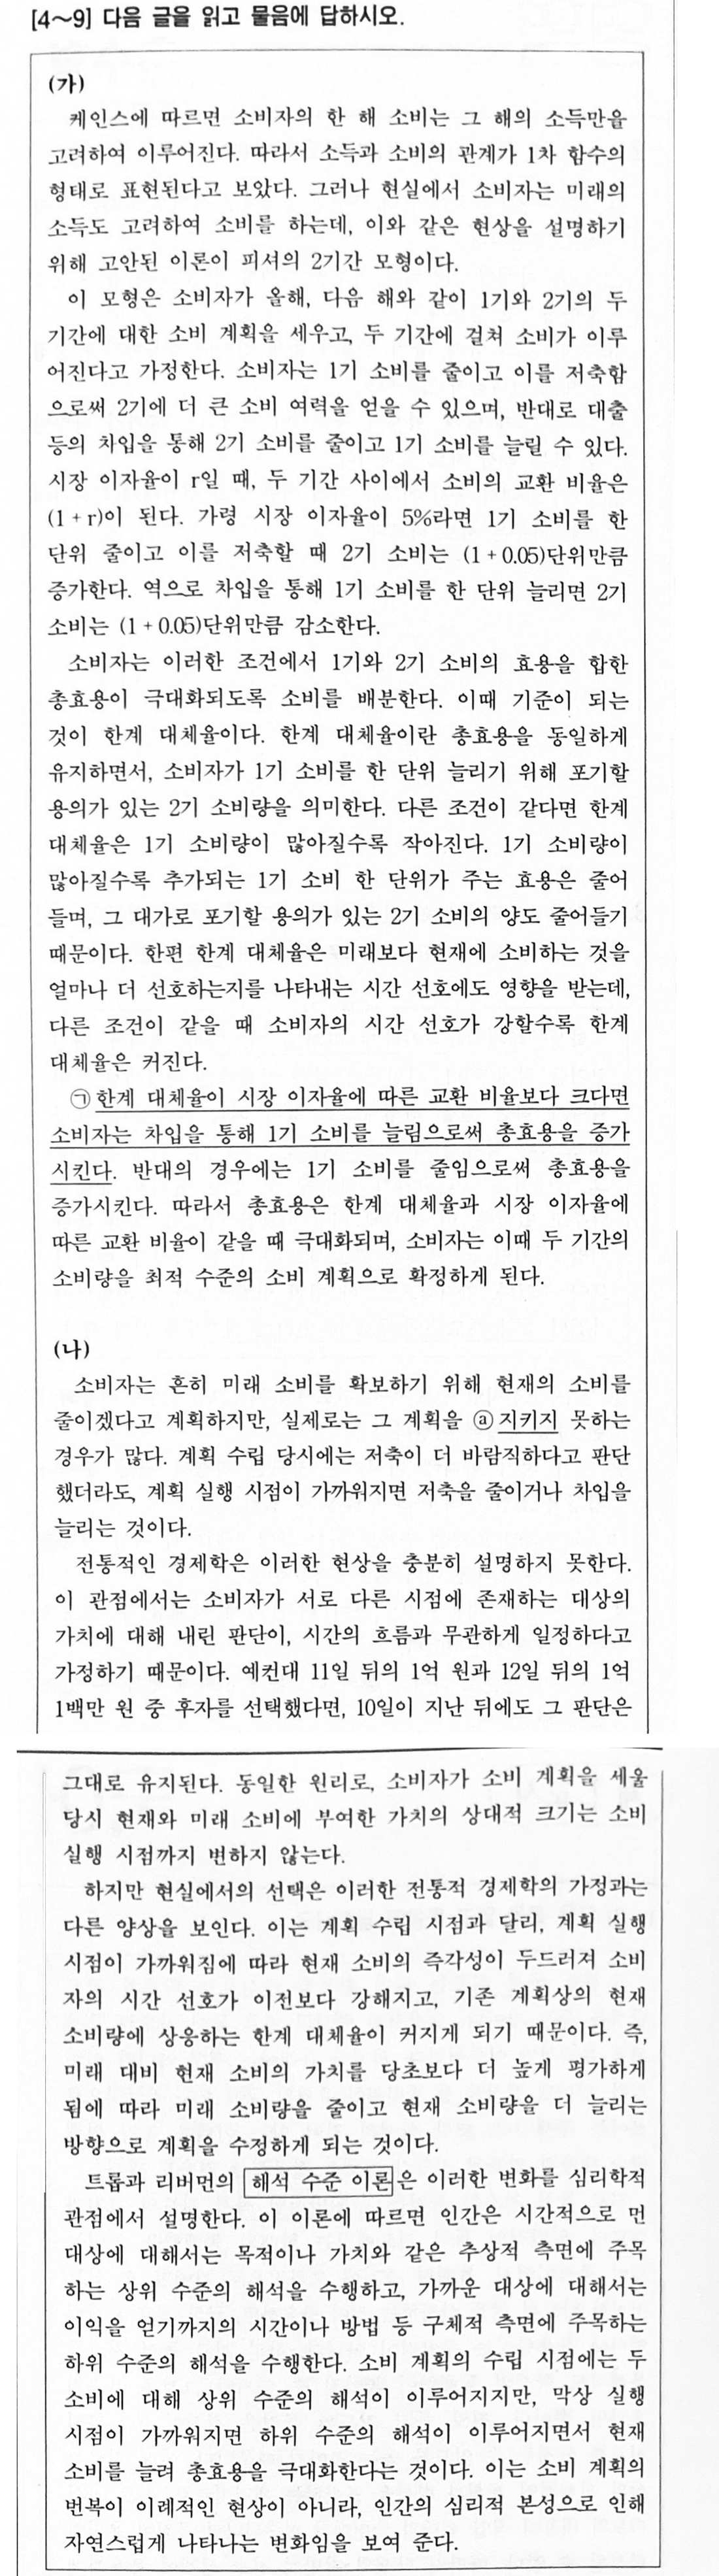 [4～9] 다음 글을 읽고 물음에 답하시오.
(가)
케인스에 따르면 소비자의 한 해 소비는 그 해의 소득만을
고려하여 이루어진다. 따라서 소득과 소비의 관계가 1차 함수의
형태로 표현된다고 보았다. 그러나 현실에서 소비자는 미래의
소득도 고려하여 소비를 하는데, 이와 같은 현상을 설명하기
위해 고안된 이론이 피셔의 2기간 모형이다.
이 모형은 소비자가 올해, 다음 해와 같이 1기와 2기의 두
기간에 대한 소비 계획을 세우고, 두 기간에 걸쳐 소비가 이루
어진다고 가정한다. 소비자는 1기 소비를 줄이고 이를 저축함
으로써 2기에 더 큰 소비 여력을 얻을 수 있으며, 반대로 대출
등의 차입을 통해 2기 소비를 줄이고 1기 소비를 늘릴 수 있다.
시장 이자율이 r일 때, 두 기간 사이에서 소비의 교환 비율은
(1 + r)이 된다. 가령 시장 이자율이 5%라면 1기 소비를 한
단위 줄이고 이를 저축할 때 2기 소비는 (1 + 0.05)단위만큼
증가한다. 역으로 차입을 통해 1기 소비를 한 단위 늘리면 2기
소비는 (1 + 0.05)단위만큼 감소한다.
소비자는 이러한 조건에서 1기와 2기 소비의 효용을 합한
총효용이 극대화되도록 소비를 배분한다. 이때 기준이 되는
것이 한계 대체율이다. 한계 대체율이란 총효용을 동일하게
유지하면서, 소비자가 1기 소비를 한 단위 늘리기 위해 포기할
용의가 있는 2기 소비량을 의미한다. 다른 조건이 같다면 한계
대체율은 1기 소비량이 많아질수록 작아진다. 1기 소비량이
많아질수록 추가되는 1기 소비 한 단위가 주는 효용은 줄어
들며, 그 대가로 포기할 용의가 있는 2기 소비의 양도 줄어들기
때문이다. 한편 한계 대체율은 미래보다 현재에 소비하는 것을
얼마나 더 선호하는지를 나타내는 시간 선호에도 영향을 받는데,
다른 조건이 같을 때 소비자의 시간 선호가 강할수록 한계
대체율은 커진다.
㉠ 한계 대체율이 시장 이자율에 따른 교환 비율보다 크다면
소비자는 차입을 통해 1기 소비를 늘림으로써 총효용을 증가
시킨다. 반대의 경우에는 1기 소비를 줄임으로써 총효용을
증가시킨다. 따라서 총효용은 한계 대체율과 시장 이자율에
따른 교환 비율이 같을 때 극대화되며, 소비자는 이때 두 기간의
소비량을 최적 수준의 소비 계획으로 확정하게 된다.
(나)
소비자는 흔히 미래 소비를 확보하기 위해 현재의 소비를
줄이겠다고 계획하지만, 실제로는 그 계획을 ⓐ 지키지 못하는
경우가 많다. 계획 수립 당시에는 저축이 더 바람직하다고 판단
했더라도, 계획 실행 시점이 가까워지면 저축을 줄이거나 차입을
늘리는 것이다.
전통적인 경제학은 이러한 현상을 충분히 설명하지 못한다.
이 관점에서는 소비자가 서로 다른 시점에 존재하는 대상의
가치에 대해 내린 판단이, 시간의 흐름과 무관하게 일정하다고
가정하기 때문이다. 예컨대 11일 뒤의 1억 원과 12일 뒤의 1억
1백만 원 중 후자를 선택했다면, 10일이 지난 뒤에도 그 판단은
그대로 유지된다. 동일한 원리로, 소비자가 소비 계획을 세울
당시 현재와 미래 소비에 부여한 가치의 상대적 크기는 소비
실행 시점까지 변하지 않는다.
하지만 현실에서의 선택은 이러한 전통적 경제학의 가정과는
다른 양상을 보인다. 이는 계획 수립 시점과 달리, 계획 실행
시점이 가까워짐에 따라 현재 소비의 즉각성이 두드러져 소비
자의 시간 선호가 이전보다 강해지고, 기존 계획상의 현재
소비량에 상응하는 한계 대체율이 커지게 되기 때문이다. 즉,
미래 대비 현재 소비의 가치를 당초보다 더 높게 평가하게
됨에 따라 미래 소비량을 줄이고 현재 소비량을 더 늘리는
방향으로 계획을 수정하게 되는 것이다.
트롭과 리버먼의 해석 수준 이론은 이러한 변화를 심리학적
관점에서 설명한다. 이 이론에 따르면 인간은 시간적으로 먼
대상에 대해서는 목적이나 가치와 같은 추상적 측면에 주목
하는 상위 수준의 해석을 수행하고, 가까운 대상에 대해서는
이익을 얻기까지의 시간이나 방법 등 구체적 측면에 주목하는
하위 수준의 해석을 수행한다. 소비 계획의 수립 시점에는 두
소비에 대해 상위 수준의 해석이 이루어지지만, 막상 실행
시점이 가까워지면 하위 수준의 해석이 이루어지면서 현재
소비를 늘려 총효용을 극대화한다는 것이다. 이는 소비 계획의
번복이 이례적인 현상이 아니라, 인간의 심리적 본성으로 인해
자연스럽게 나타나는 변화임을 보여 준다.